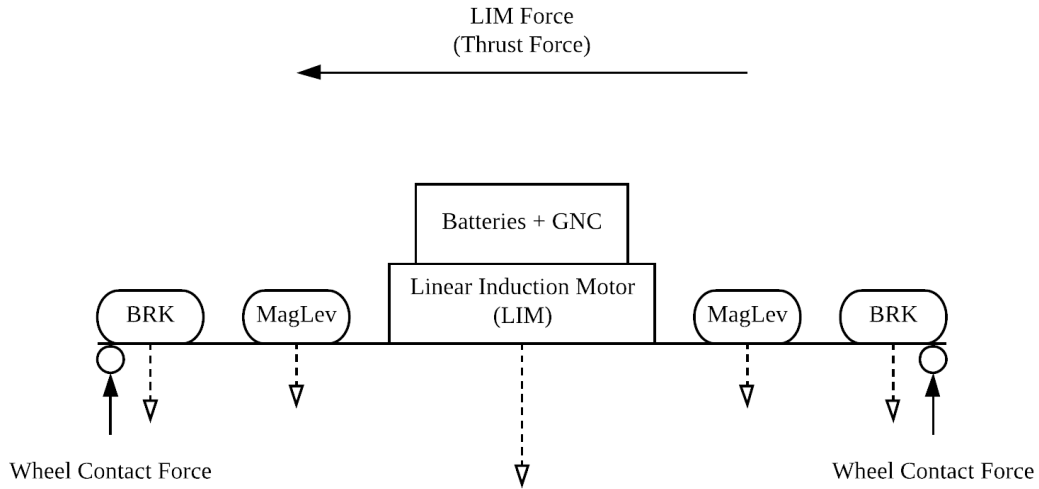 LIM Force
(Thrust Force)
Batteries + GNC
Linear Induction Motor
(LIM)
BRK
MagLev
MagLev
BRK
Wheel Contact Force
Wheel Contact Force